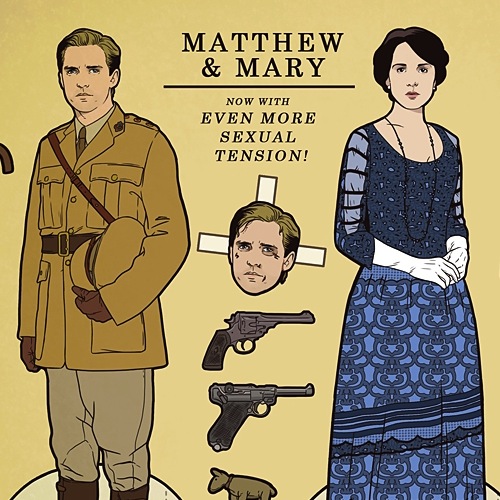 MATTHEW
& MARY
NOW WITH
EVEN MORE
SEXUAL
TENSION!